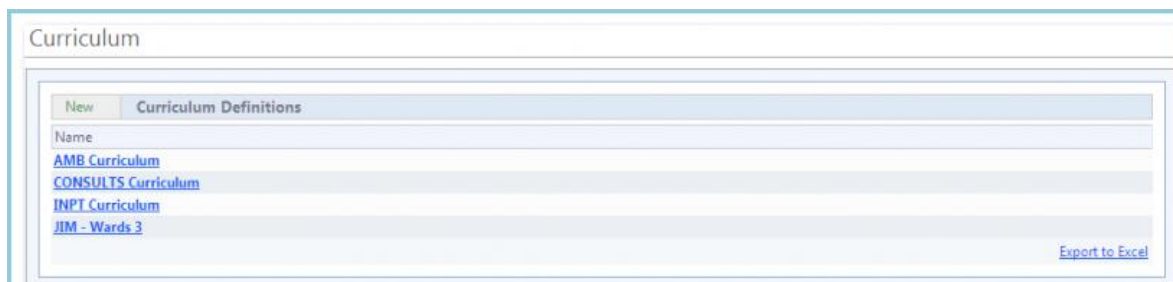 Curriculum
New Curriculum Definitions
Name
AMB Curriculum
CONSULTS Curriculum
INPT Curriculum
JIM - Wards 3
Export to Excel